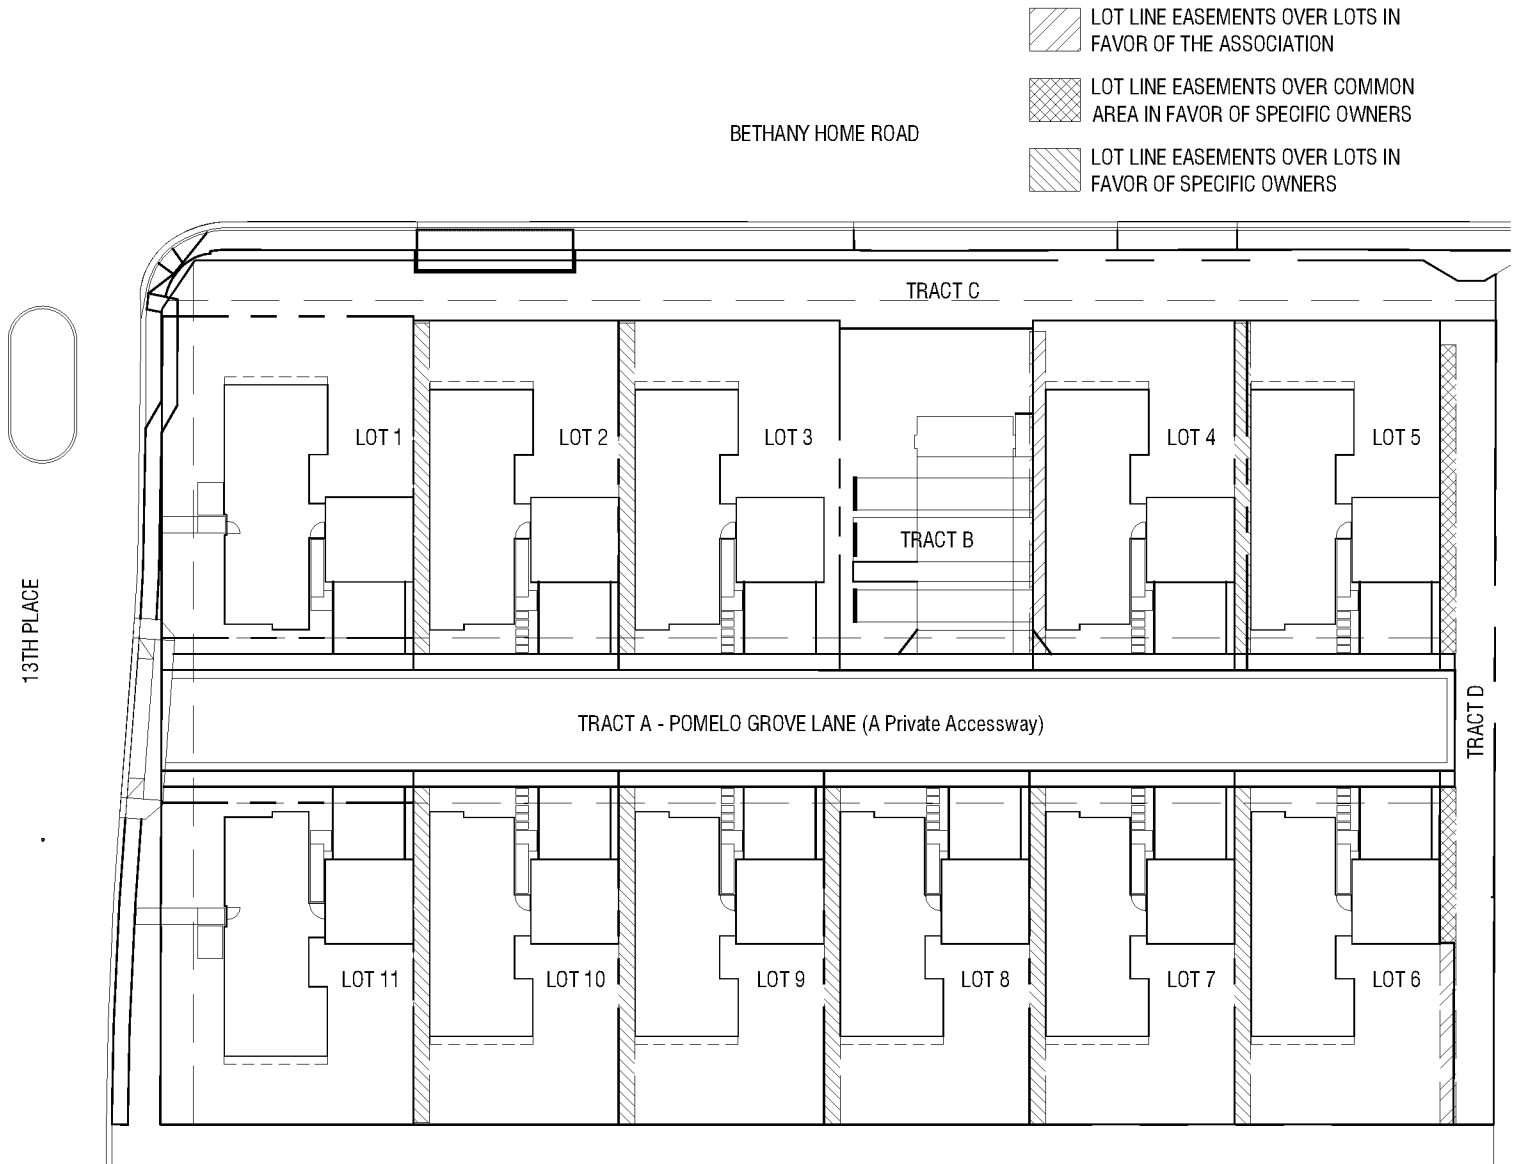 LOT LINE EASEMENTS OVER LOTS IN
FAVOR OF THE ASSOCIATION
LOT LINE EASEMENTS OVER COMMON
AREA IN FAVOR OF SPECIFIC OWNERS
LOT LINE EASEMENTS OVER LOTS IN
FAVOR OF SPECIFIC OWNERS
BETHANY HOME ROAD
TRACT C
LOT 1
LOT 2
LOT 3
LOT 4
LOT 5
TRACT B
13TH PLACE
TRACT A - POMELO GROVE LANE (A Private Accessway)
TRACT D
LOT 11
LOT 10
LOT 9
LOT 8
LOT 7
LOT 6